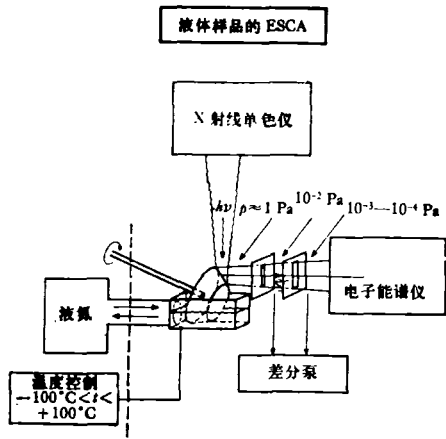 液体样品的 ESCA
X 射线单色仪
hν
p≈1 Pa
10⁻² Pa
10⁻³—10⁻⁴ Pa
电子能谱仪
液氮
差分泵
温度控制
—100°C<t<
+100°C